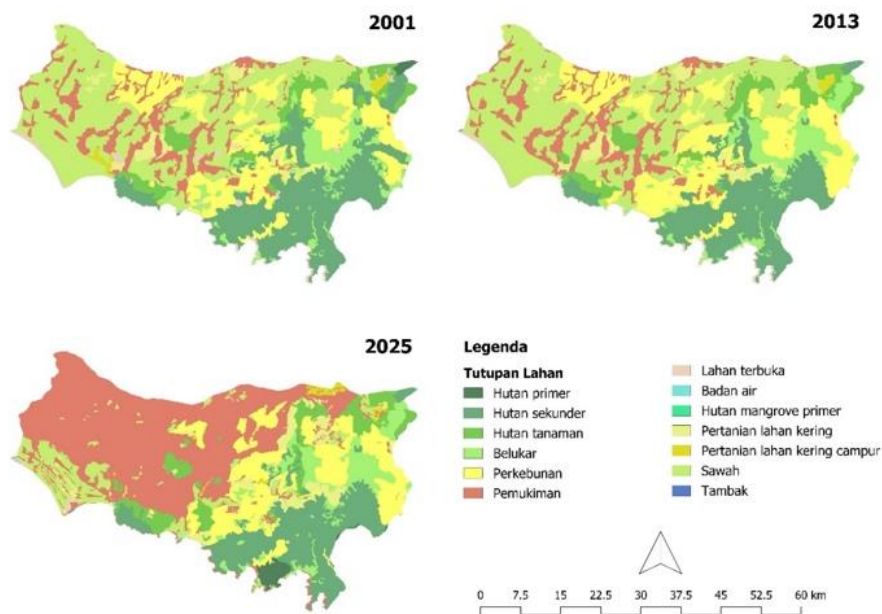 2001
2013
2025
Legenda
Tutupan Lahan
Hutan primer
Hutan sekunder
Hutan tanaman
Belukar
Perkebunan
Pemukiman
Lahan terbuka
Badan air
Hutan mangrove primer
Pertanian lahan kering
Pertanian lahan kering campur
Sawah
Tambak
0 7.5 15 22.5 30 37.5 45 52.5 60 km